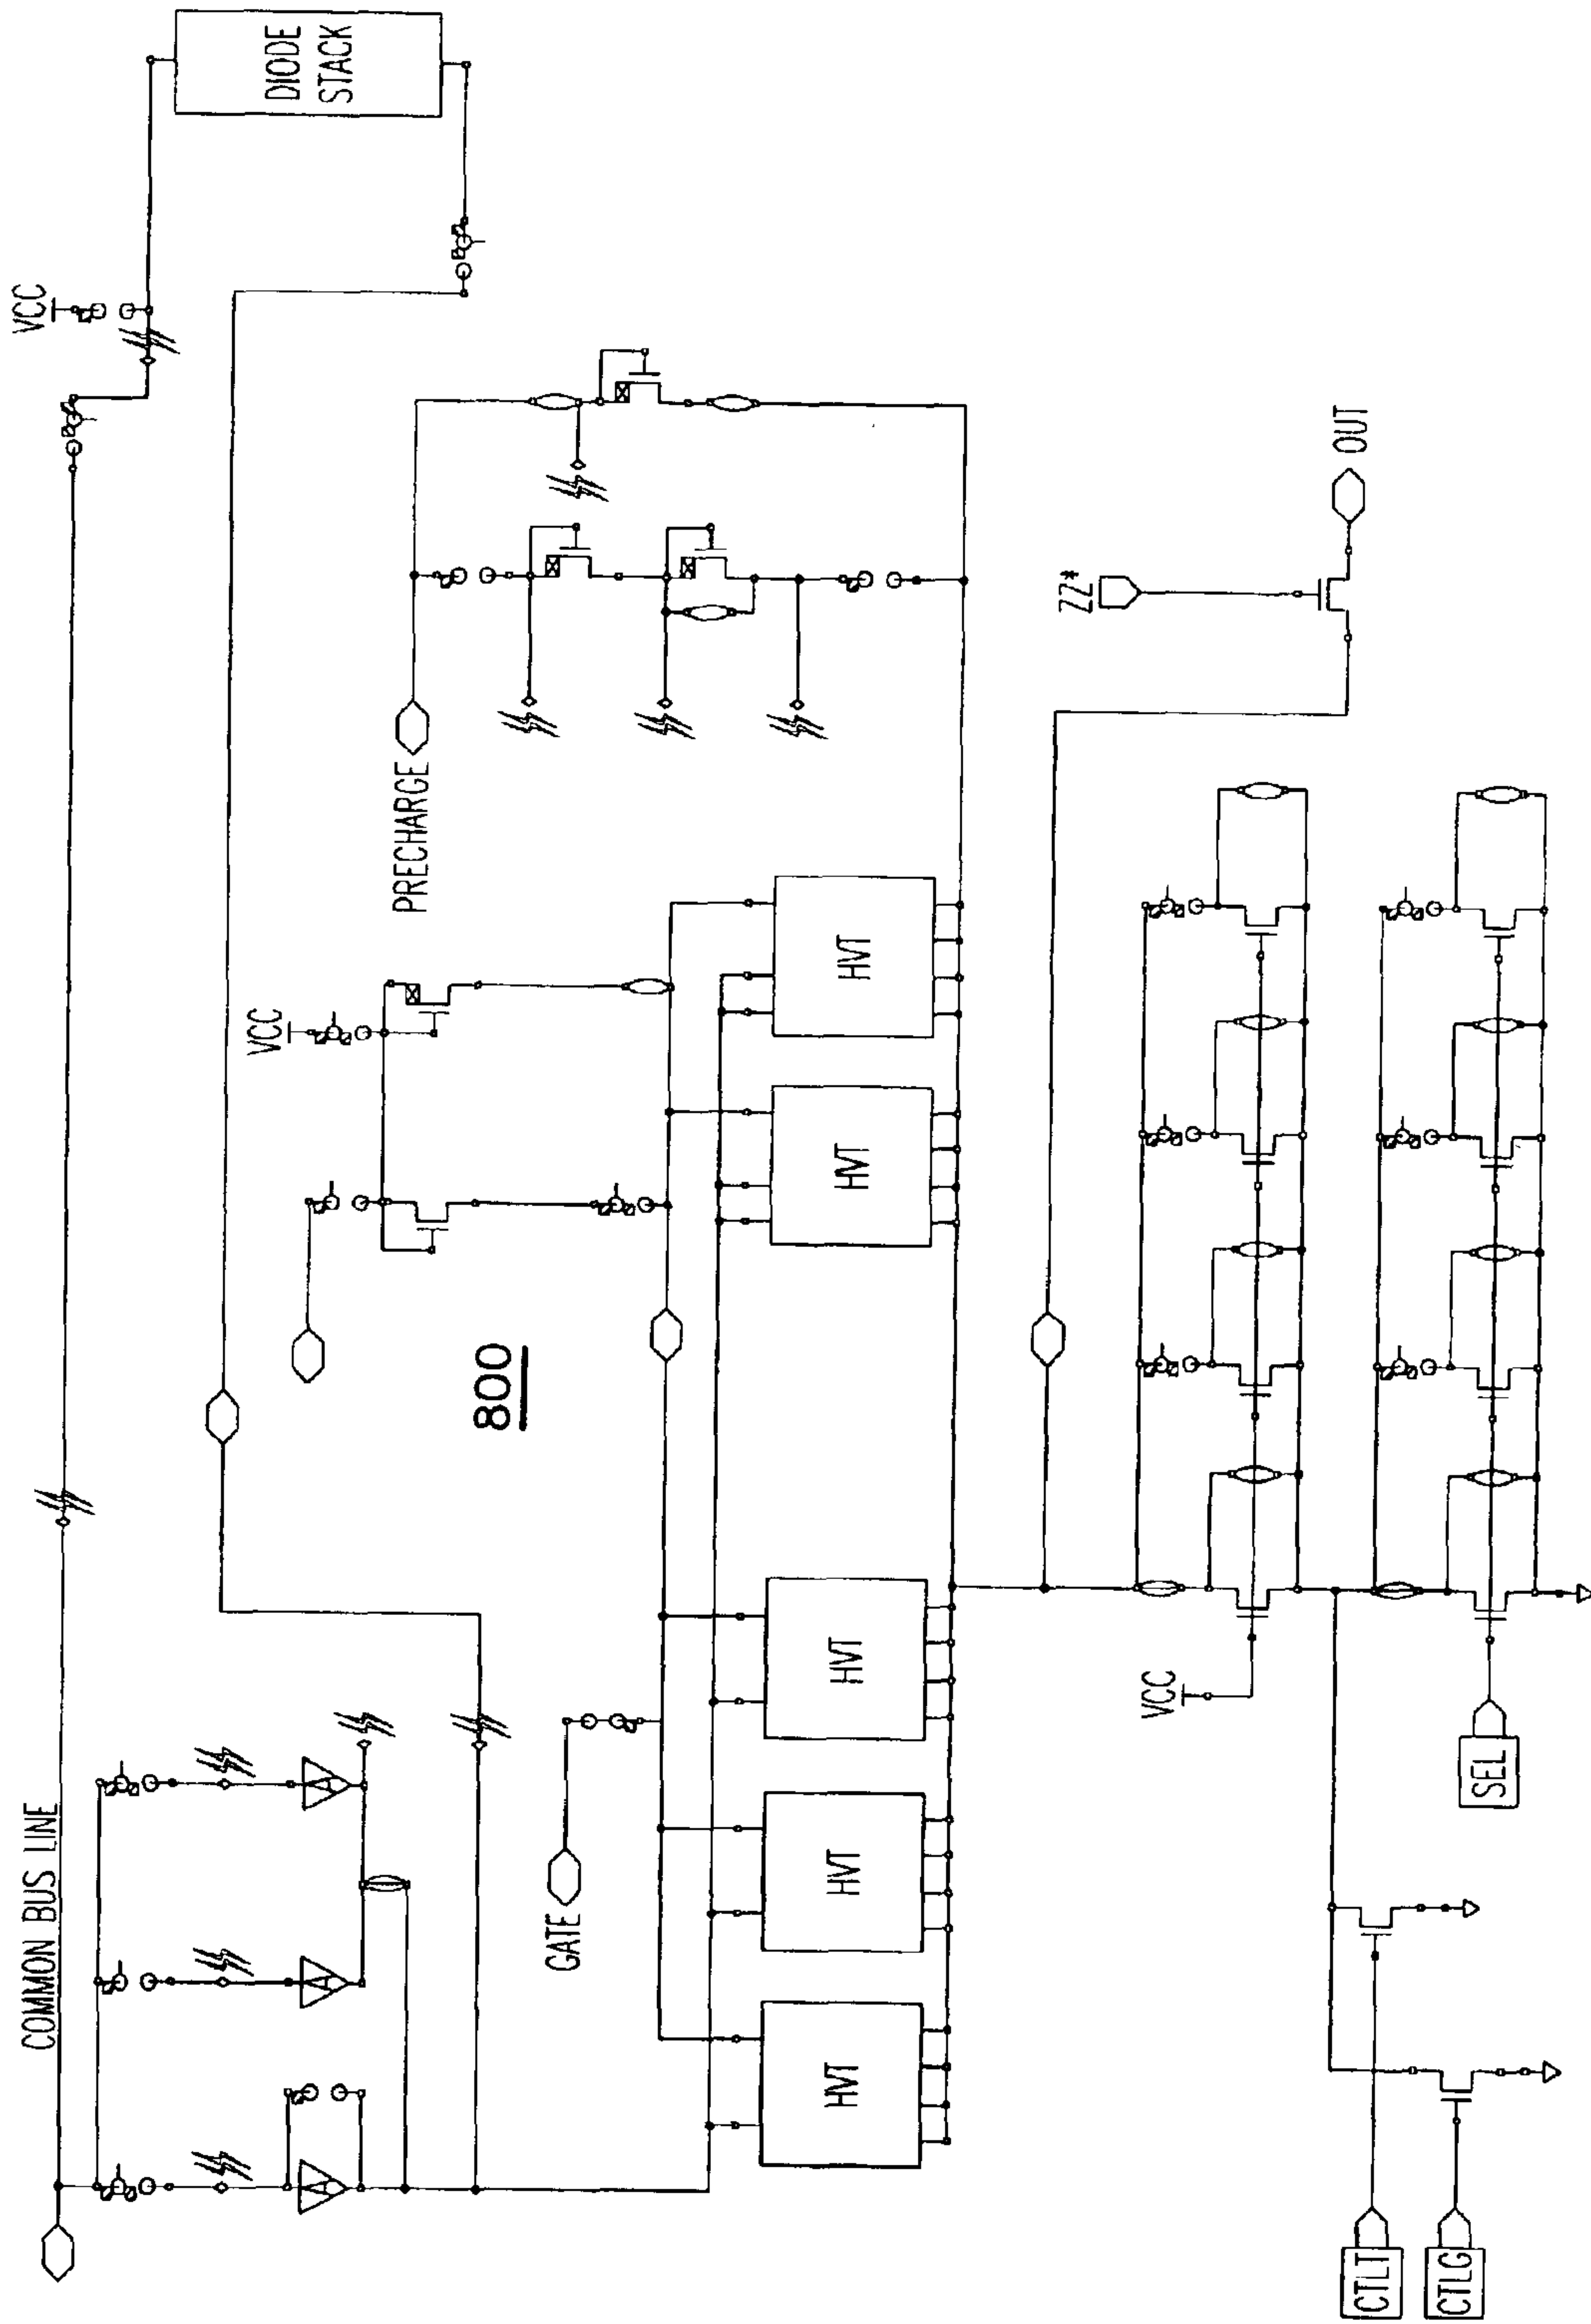 COMMON BUS LINE
VCC
DIODE
STACK
VCC
PRECHARGE
800
GATE
HVT
HVT
HVT
HVT
HVT
ZZ*
OUT
VCC
SEL
CTLT
CTLG